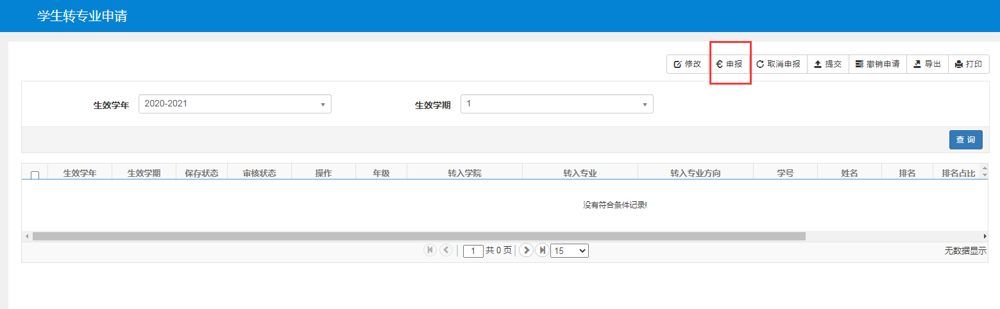 学生转专业申请
修改 申报 取消申报 提交 撤销申请 导出 打印
生效学年 2020-2021 生效学期 1
查 询
生效学年 生效学期 保存状态 审核状态 操作 年级 转入学院 转入专业 转入专业方向 学号 姓名 排名 排名占比
没有符合条件记录!
1 共 0 页 15 无数据显示